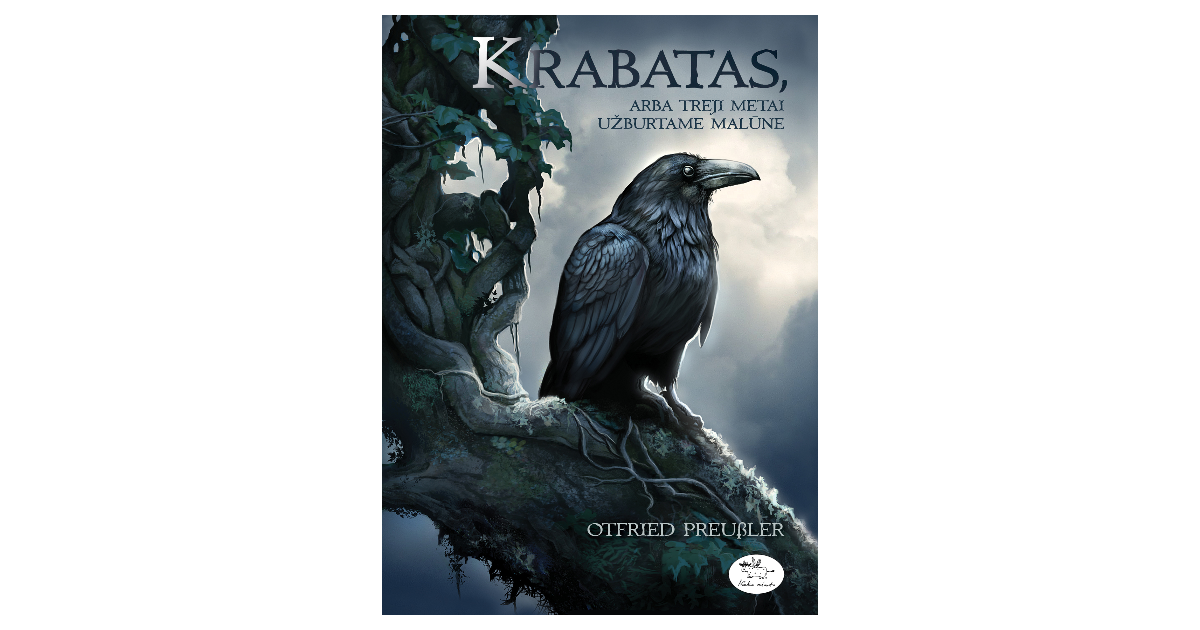 KRABATAS,
ARBA TREJI METAI
UŽBURTAME MALŪNE
OTFRIED PREUßLER